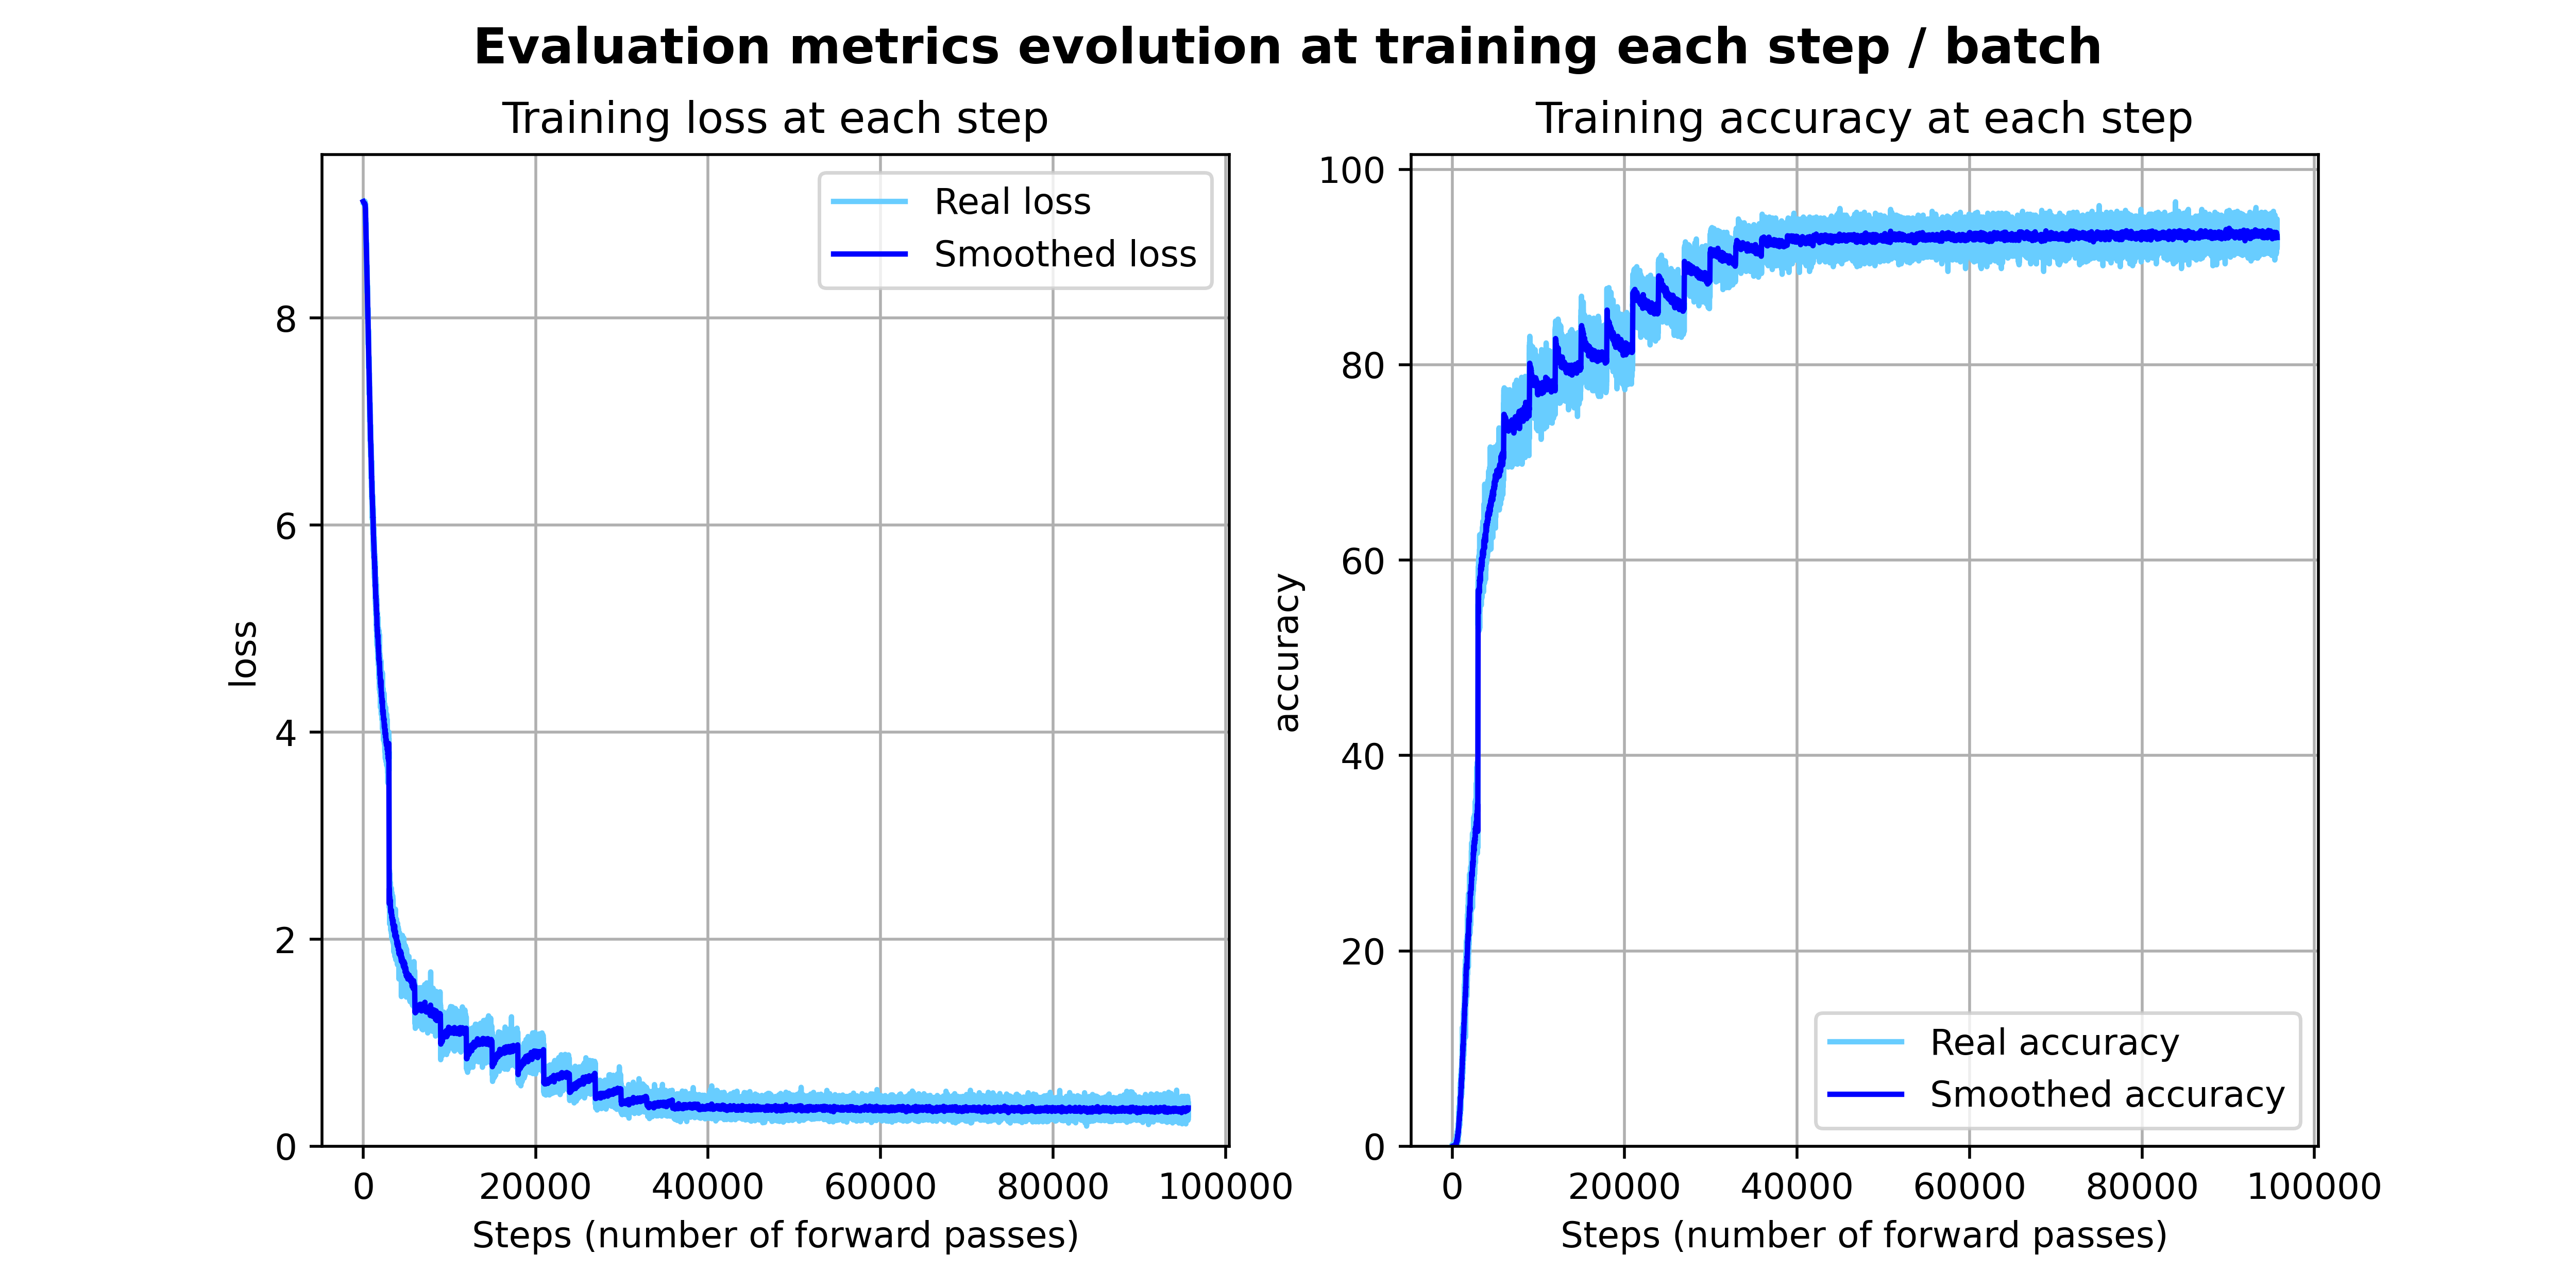 Evaluation metrics evolution at training each step / batch
Training loss at each step
Real loss
Smoothed loss
8
6
4
2
0
loss
0 20000 40000 60000 80000 100000
Steps (number of forward passes)
Training accuracy at each step
100
80
60
40
20
0
accuracy
Real accuracy
Smoothed accuracy
0 20000 40000 60000 80000 100000
Steps (number of forward passes)